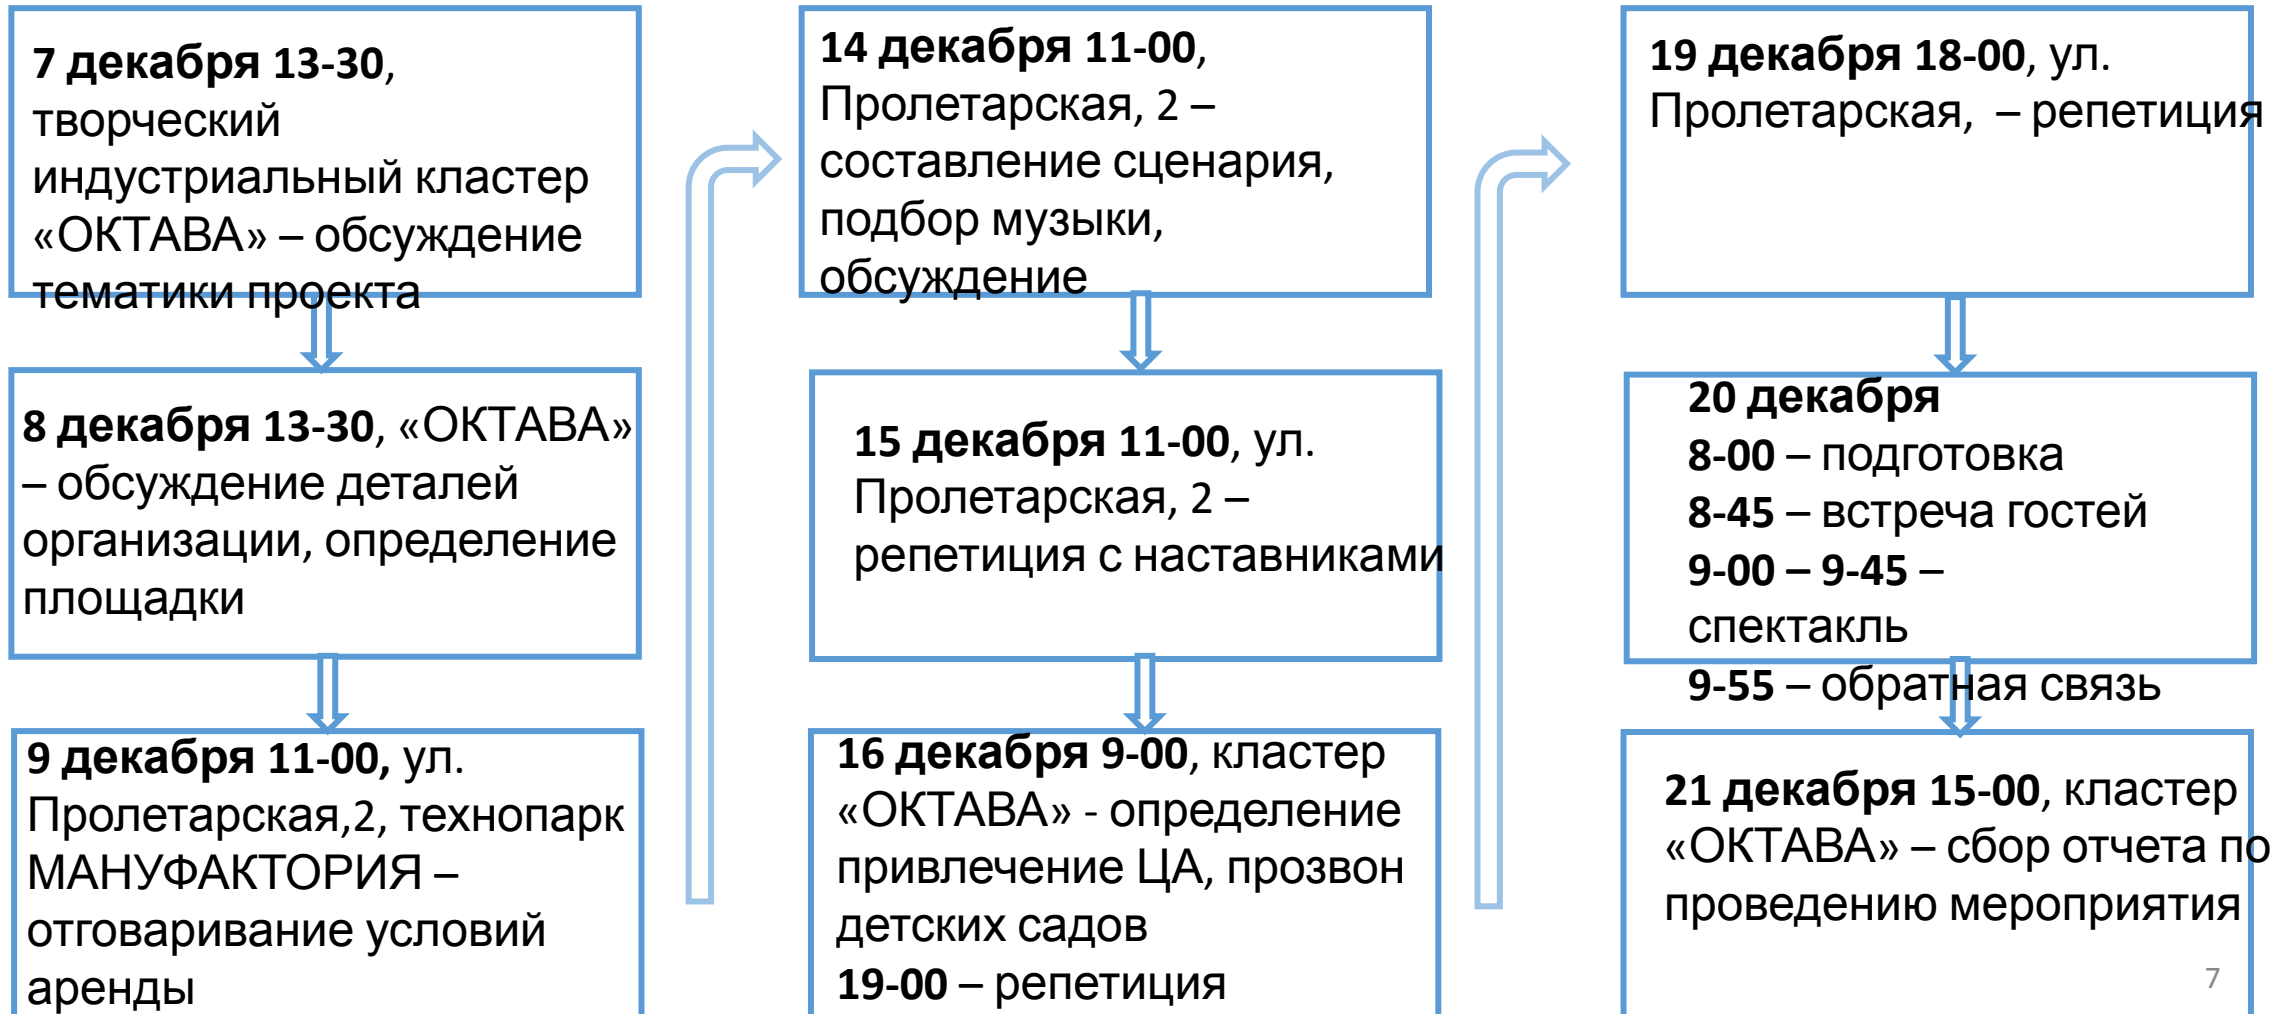 7 декабря 13-30,
творческий
индустриальный кластер
«ОКТАВА» – обсуждение
тематики проекта
8 декабря 13-30, «ОКТАВА»
– обсуждение деталей
организации, определение
площадки
9 декабря 11-00, ул.
Пролетарская,2, технопарк
МАНУФАКТОРИЯ –
отговаривание условий
аренды
14 декабря 11-00,
Пролетарская, 2 –
составление сценария,
подбор музыки,
обсуждение
15 декабря 11-00, ул.
Пролетарская, 2 –
репетиция с наставниками
16 декабря 9-00, кластер
«ОКТАВА» - определение
привлечение ЦА, прозвон
детских садов
19-00 – репетиция
19 декабря 18-00, ул.
Пролетарская, – репетиция
20 декабря
8-00 – подготовка
8-45 – встреча гостей
9-00 – 9-45 –
спектакль
9-55 – обратная связь
21 декабря 15-00, кластер
«ОКТАВА» – сбор отчета по
проведению мероприятия
7